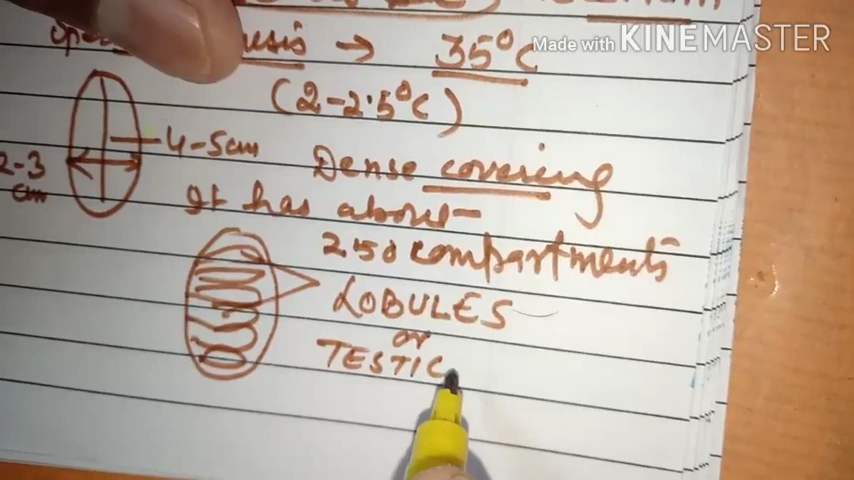 Made with KINEMASTER
→ 35°C
(2-2.5°C)
4-5cm
2-3
cm
Dense covering
It has above-
250 compartments
LOBULES
or
TESTIC